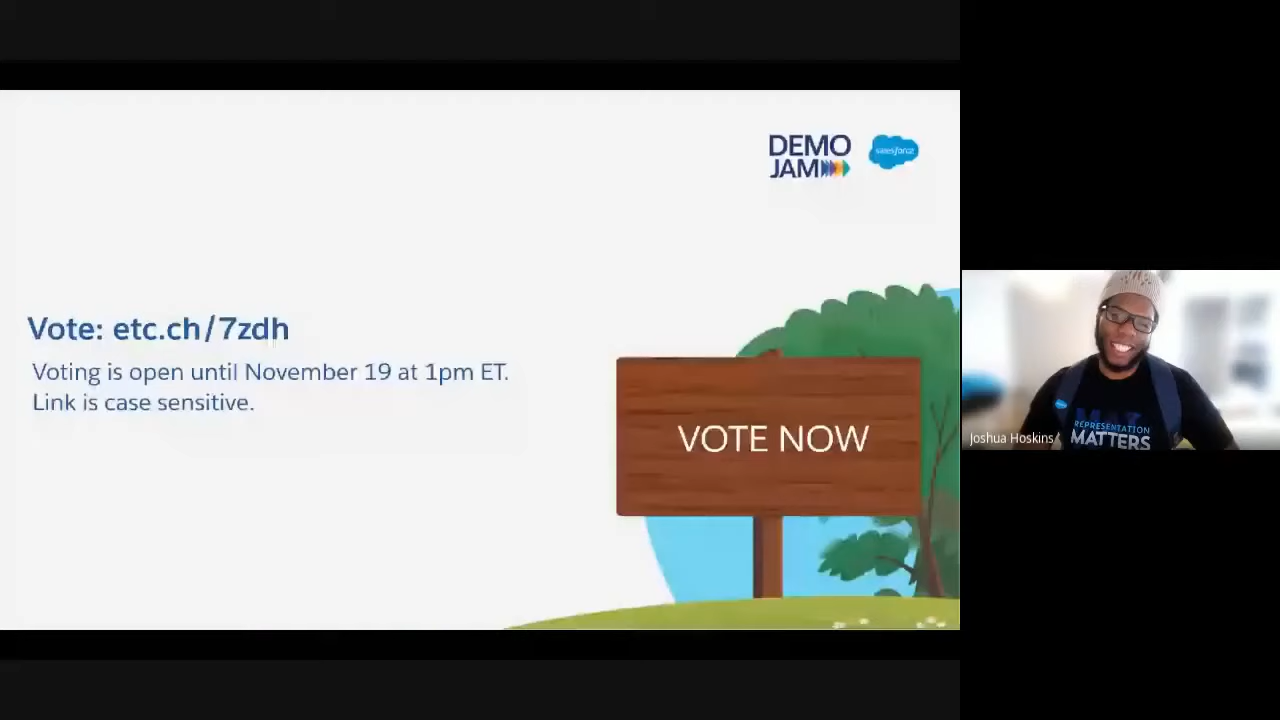 DEMO
JAM
salesforce
Vote: etc.ch/7zdh
Voting is open until November 19 at 1pm ET.
Link is case sensitive.
VOTE NOW
REPRESENTATION
MATTERS
Joshua Hoskins